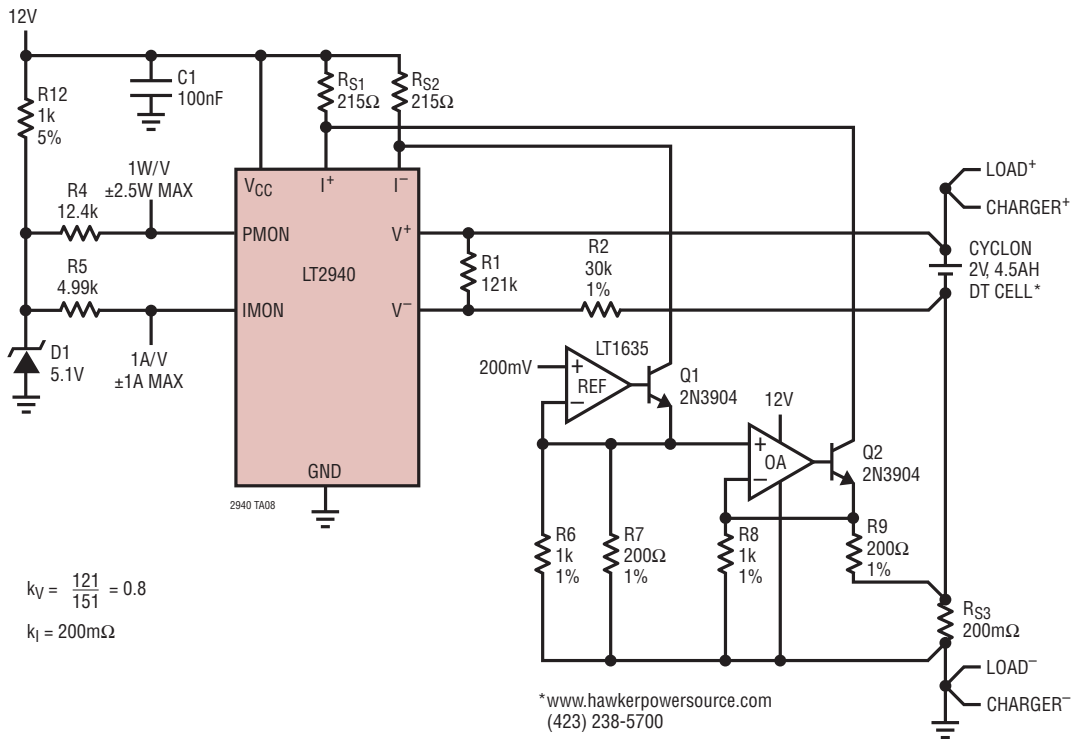 12V
R12
1k
5%
C1
100nF
RS1
215Ω
RS2
215Ω
1W/V
±2.5W MAX
R4
12.4k
R5
4.99k
1A/V
±1A MAX
D1
5.1V
VCC
I+
I−
PMON
V+
LT2940
IMON
V−
GND
2940 TA08
R1
121k
R2
30k
1%
LOAD+
CHARGER+
CYCLON
2V, 4.5AH
DT CELL*
LT1635
200mV
+
REF
−
Q1
2N3904
12V
+
OA
−
Q2
2N3904
R6
1k
1%
R7
200Ω
1%
R8
1k
1%
R9
200Ω
1%
RS3
200mΩ
LOAD−
CHARGER−
kV = 121/151 = 0.8
kI = 200mΩ
*www.hawkerpowersource.com
(423) 238-5700